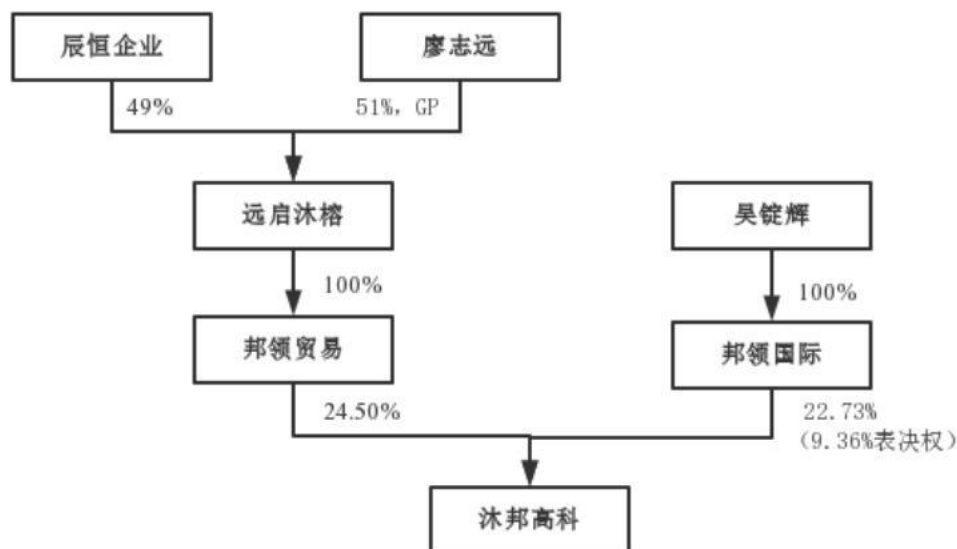 辰恒企业
廖志远
49%
51%, GP
远启沐榕
吴锭辉
100%
100%
邦领贸易
邦领国际
24.50%
22.73%
（9.36%表决权）
沐邦高科